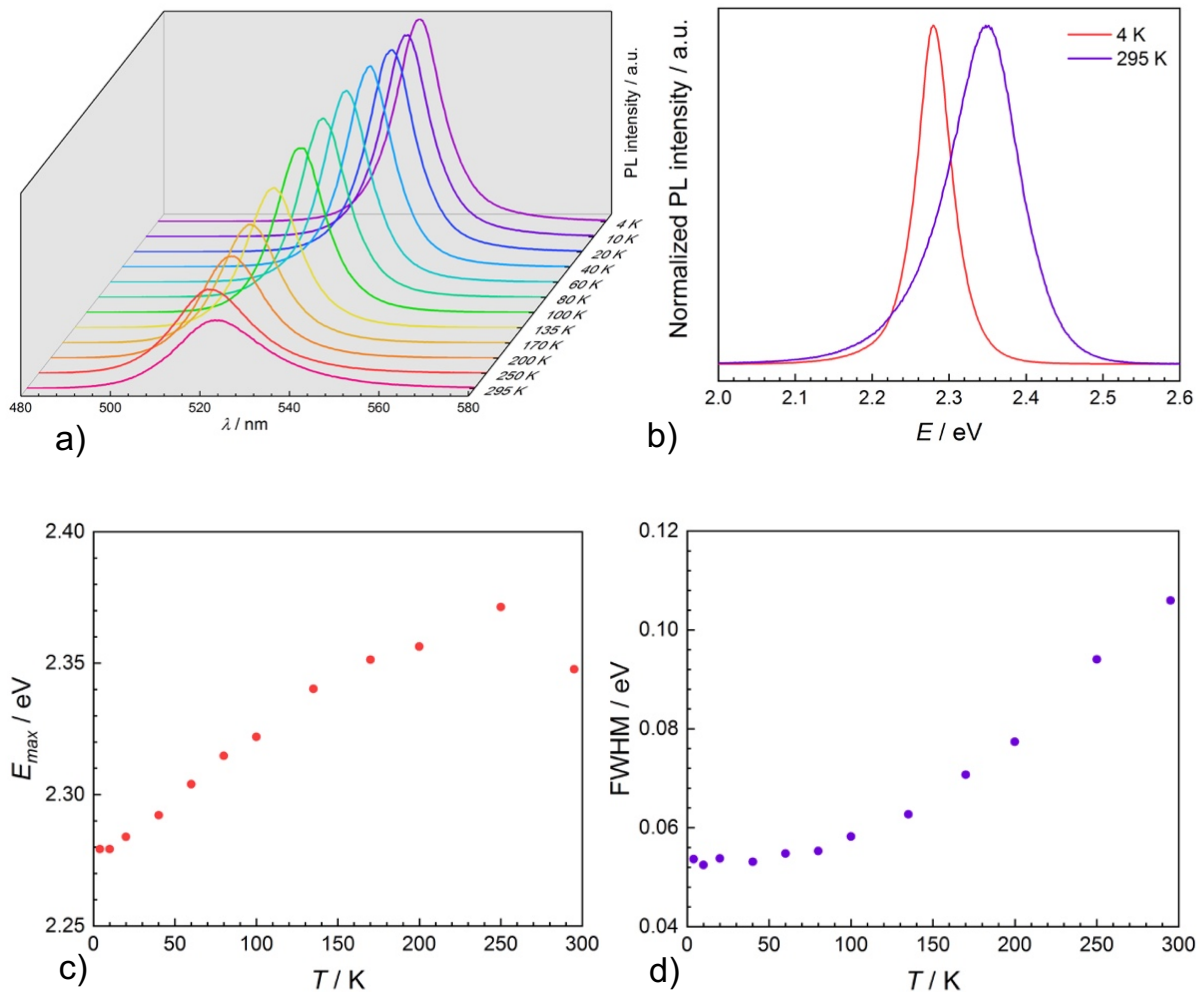 PL intensity / a.u.
4 K
10 K
20 K
40 K
60 K
80 K
100 K
135 K
170 K
200 K
250 K
295 K
480 500 520 540 560 580
λ / nm
a)
Normalized PL intensity / a.u.
4 K
295 K
2.0 2.1 2.2 2.3 2.4 2.5 2.6
E / eV
b)
2.40
2.35
2.30
2.25
E max / eV
0 50 100 150 200 250 300
T / K
c)
0.12
0.10
0.08
0.06
0.04
FWHM / eV
0 50 100 150 200 250 300
T / K
d)